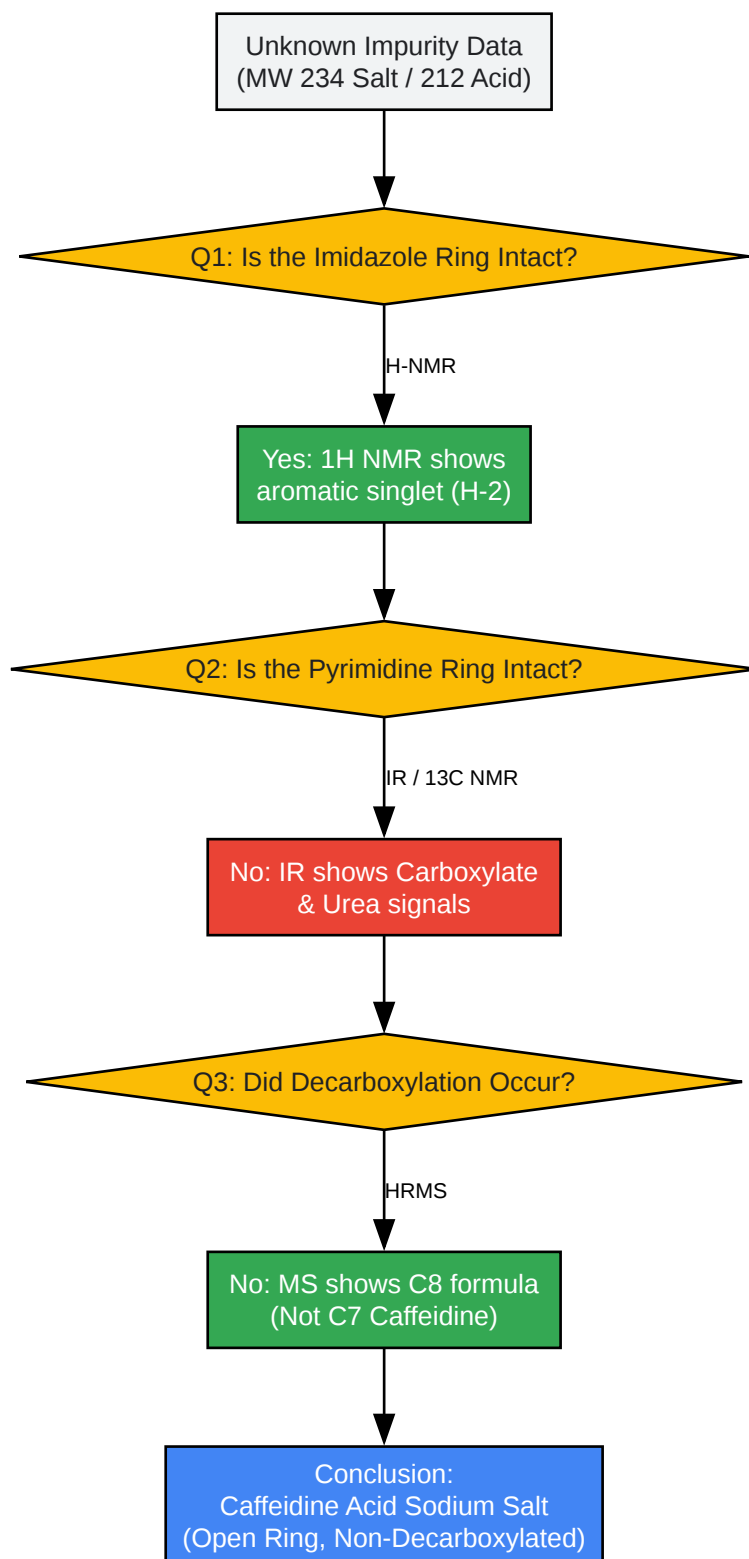 Unknown Impurity Data
(MW 234 Salt / 212 Acid)
Q1: Is the Imidazole Ring Intact?
H-NMR
Yes: 1H NMR shows
aromatic singlet (H-2)
Q2: Is the Pyrimidine Ring Intact?
IR / 13C NMR
No: IR shows Carboxylate
& Urea signals
Q3: Did Decarboxylation Occur?
HRMS
No: MS shows C8 formula
(Not C7 Caffeidine)
Conclusion:
Caffeidine Acid Sodium Salt
(Open Ring, Non-Decarboxylated)